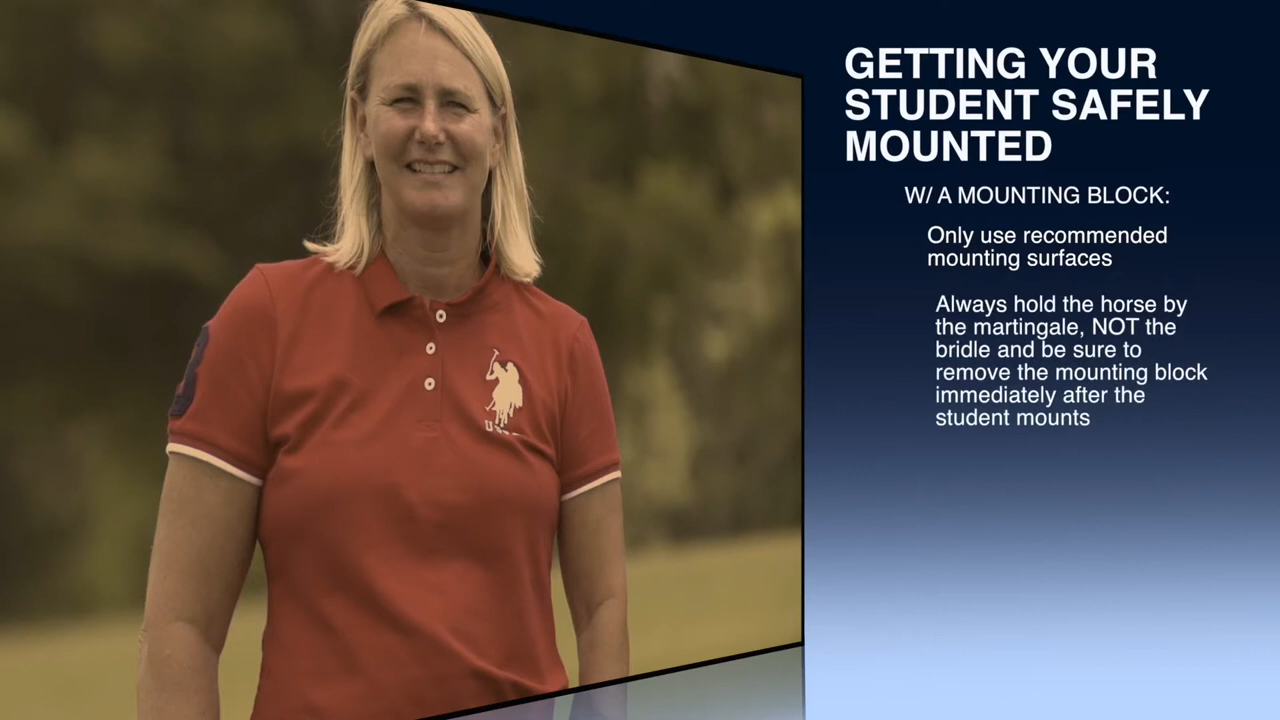 GETTING YOUR
STUDENT SAFELY
MOUNTED
W/ A MOUNTING BLOCK:
Only use recommended
mounting surfaces
Always hold the horse by
the martingale, NOT the
bridle and be sure to
remove the mounting block
immediately after the
student mounts